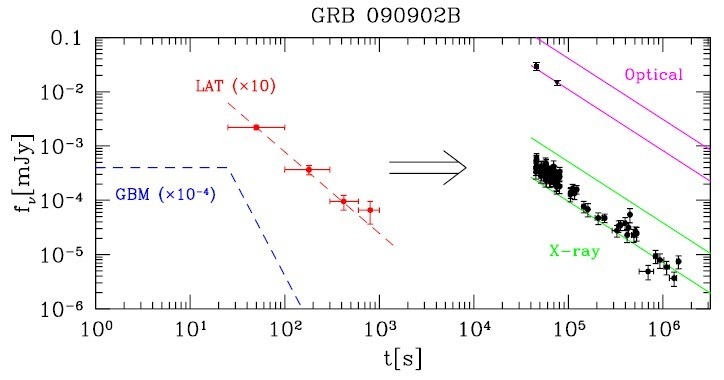 GRB 090902B
0.1
10⁻²
10⁻³
10⁻⁴
10⁻⁵
10⁻⁶
f_ν[mJy]
LAT (×10)
GBM (×10⁻⁴)
Optical
X-ray
10⁰ 10¹ 10² 10³ 10⁴ 10⁵ 10⁶
t[s]